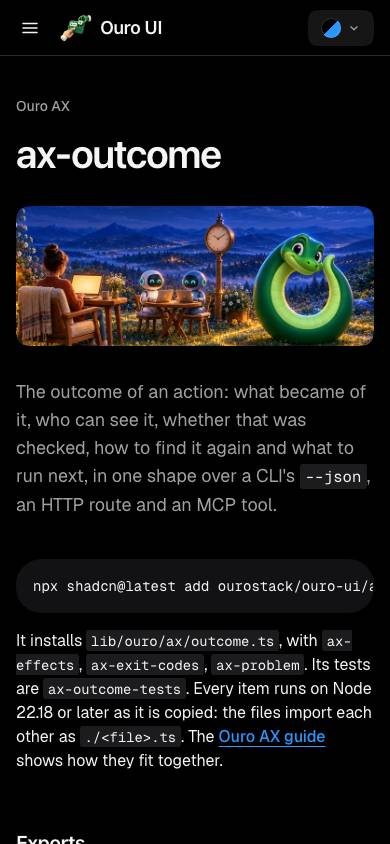 Ouro UI
Ouro AX
ax-outcome
The outcome of an action: what became of
it, who can see it, whether that was
checked, how to find it again and what to
run next, in one shape over a CLI's --json,
an HTTP route and an MCP tool.
npx shadcn@latest add ourostack/ouro-ui/a
It installs lib/ouro/ax/outcome.ts, with ax-
effects, ax-exit-codes, ax-problem. Its tests
are ax-outcome-tests. Every item runs on Node
22.18 or later as it is copied: the files import each
other as ./<file>.ts. The Ouro AX guide
shows how they fit together.
Exports